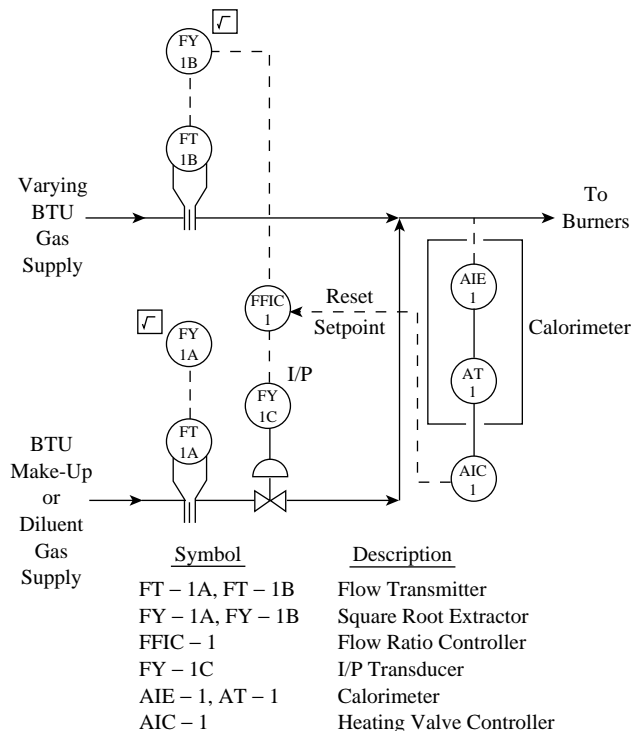 √
FY
1B
FT
1B
Varying
BTU
Gas
Supply
To
Burners
AIE
1
FFIC
1
Reset
Setpoint
Calorimeter
√
FY
1A
I/P
AT
1
FY
1C
FT
1A
BTU
Make-Up
or
Diluent
Gas
Supply
AIC
1
Symbol Description
FT – 1A, FT – 1B Flow Transmitter
FY – 1A, FY – 1B Square Root Extractor
FFIC – 1 Flow Ratio Controller
FY – 1C I/P Transducer
AIE – 1, AT – 1 Calorimeter
AIC – 1 Heating Valve Controller